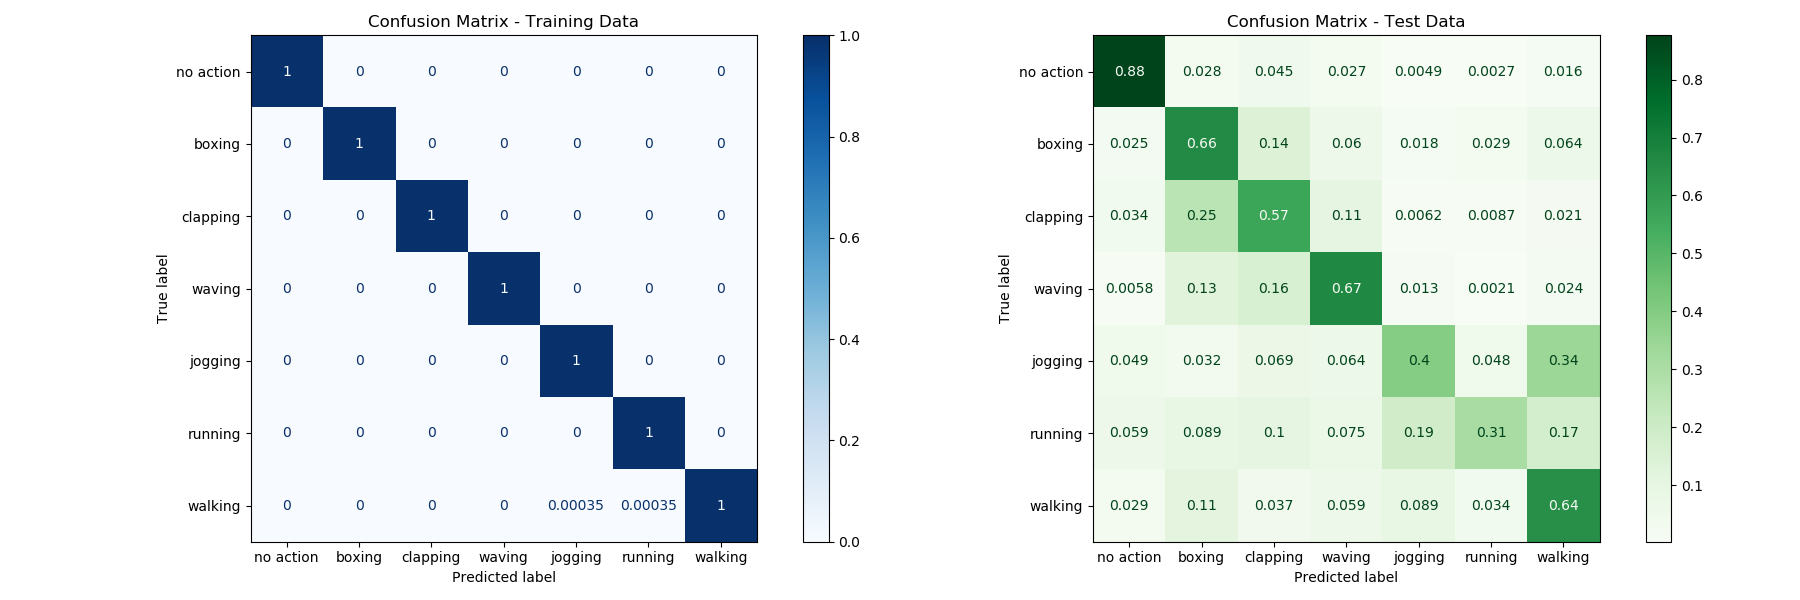 Confusion Matrix - Training Data
no action 1 0 0 0 0 0 0
boxing 0 1 0 0 0 0 0
clapping 0 0 1 0 0 0 0
waving 0 0 0 1 0 0 0
jogging 0 0 0 0 1 0 0
running 0 0 0 0 0 1 0
walking 0 0 0 0 0.00035 0.00035 1
no action boxing clapping waving jogging running walking
Predicted label
True label
1.0
0.8
0.6
0.4
0.2
0.0
Confusion Matrix - Test Data
no action 0.88 0.028 0.045 0.027 0.0049 0.0027 0.016
boxing 0.025 0.66 0.14 0.06 0.018 0.029 0.064
clapping 0.034 0.25 0.57 0.11 0.0062 0.0087 0.021
waving 0.0058 0.13 0.16 0.67 0.013 0.0021 0.024
jogging 0.049 0.032 0.069 0.064 0.4 0.048 0.34
running 0.059 0.089 0.1 0.075 0.19 0.31 0.17
walking 0.029 0.11 0.037 0.059 0.089 0.034 0.64
no action boxing clapping waving jogging running walking
Predicted label
True label
0.8
0.7
0.6
0.5
0.4
0.3
0.2
0.1